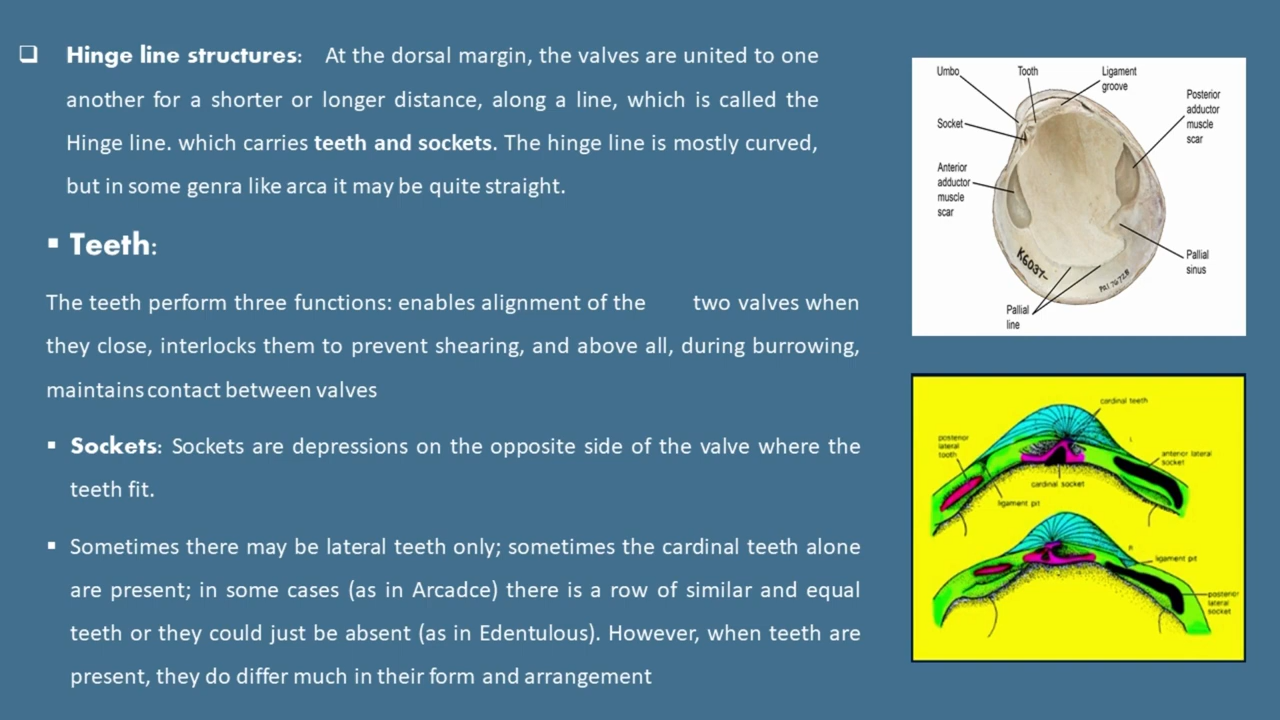 ❑ Hinge line structures: At the dorsal margin, the valves are united to one
another for a shorter or longer distance, along a line, which is called the
Hinge line. which carries teeth and sockets. The hinge line is mostly curved,
but in some genra like arca it may be quite straight.
▪ Teeth:
The teeth perform three functions: enables alignment of the two valves when
they close, interlocks them to prevent shearing, and above all, during burrowing,
maintains contact between valves
▪ Sockets: Sockets are depressions on the opposite side of the valve where the
teeth fit.
▪ Sometimes there may be lateral teeth only; sometimes the cardinal teeth alone
are present; in some cases (as in Arcadce) there is a row of similar and equal
teeth or they could just be absent (as in Edentulous). However, when teeth are
present, they do differ much in their form and arrangement
Umbo
Tooth
Ligament
groove
Posterior
adductor
muscle
scar
Socket
Anterior
adductor
muscle
scar
Pallial
sinus
Pallial
line
K6037-
PRI 76728
cardinal teeth
L
posterior
lateral
tooth
anterior lateral
socket
cardinal socket
ligament pit
R
ligament pit
posterior
lateral
socket